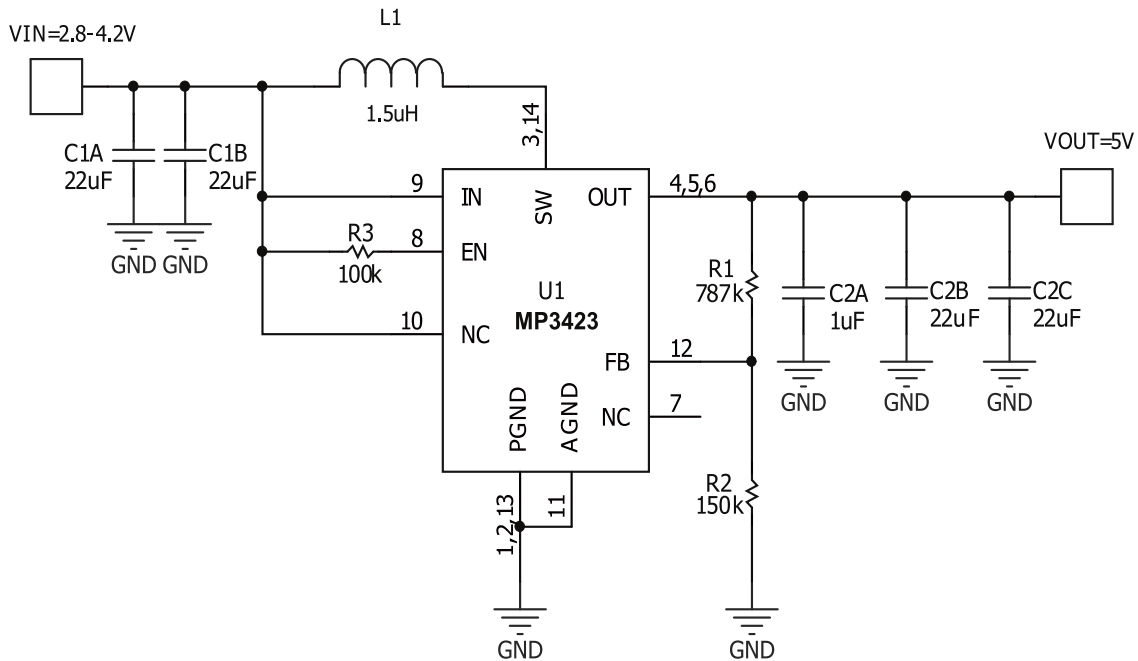 L1
VIN=2.8-4.2V
1.5uH
3,14
C1A
22uF
C1B
22uF
GND
GND
9
IN
SW
OUT
4,5,6
VOUT=5V
R3
100k
8
EN
U1
MP3423
10
NC
R1
787k
C2A
1uF
C2B
22uF
C2C
22uF
FB
12
GND
GND
GND
NC
7
PGND
AGND
1,2,13
11
R2
150k
GND
GND